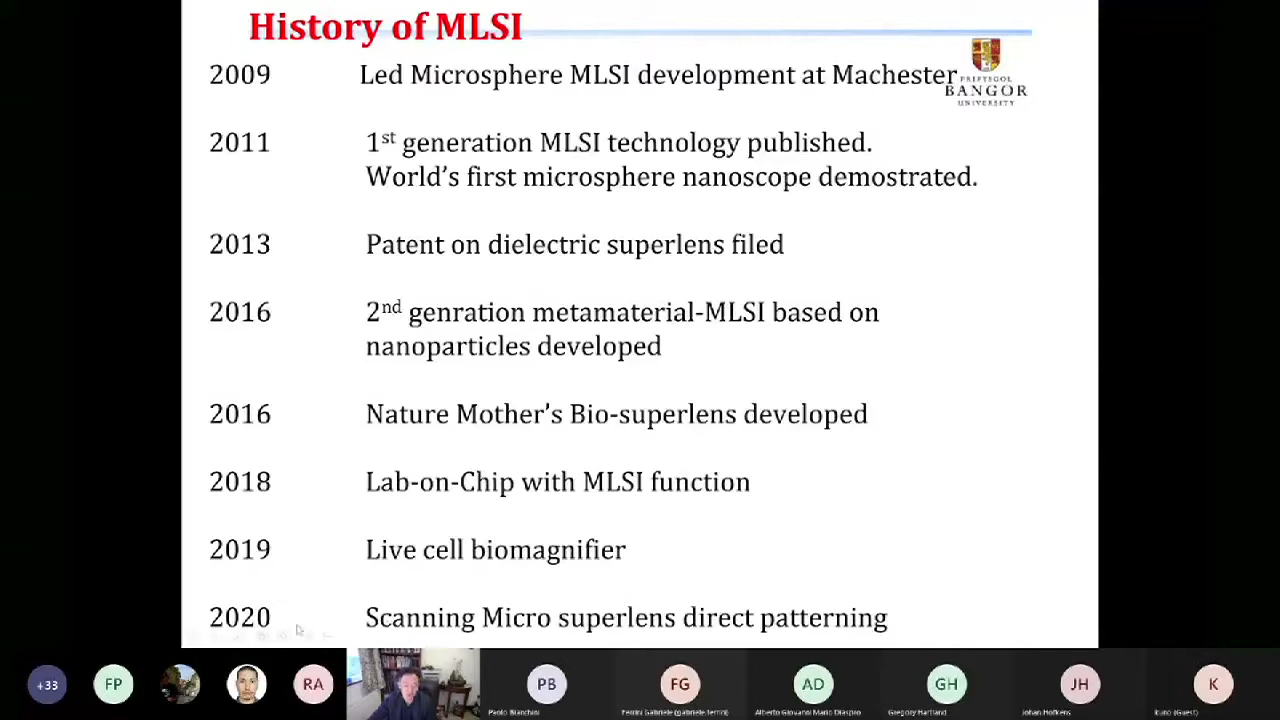 History of MLSI
2009 Led Microsphere MLSI development at Machester
PRIFYSGOL
BANGOR
UNIVERSITY
2011 1st generation MLSI technology published.
World's first microsphere nanoscope demostrated.
2013 Patent on dielectric superlens filed
2016 2nd genration metamaterial-MLSI based on
nanoparticles developed
2016 Nature Mother's Bio-superlens developed
2018 Lab-on-Chip with MLSI function
2019 Live cell biomagnifier
2020 Scanning Micro superlens direct patterning
+33 FP RA PB FG AD GH JH K
Paolo Bianchini Ferrini Gabriele (gabriele.ferrini) Alberto Giovanni Mario Diaspro Gregory Hartland Johan Hofkens (Guest)